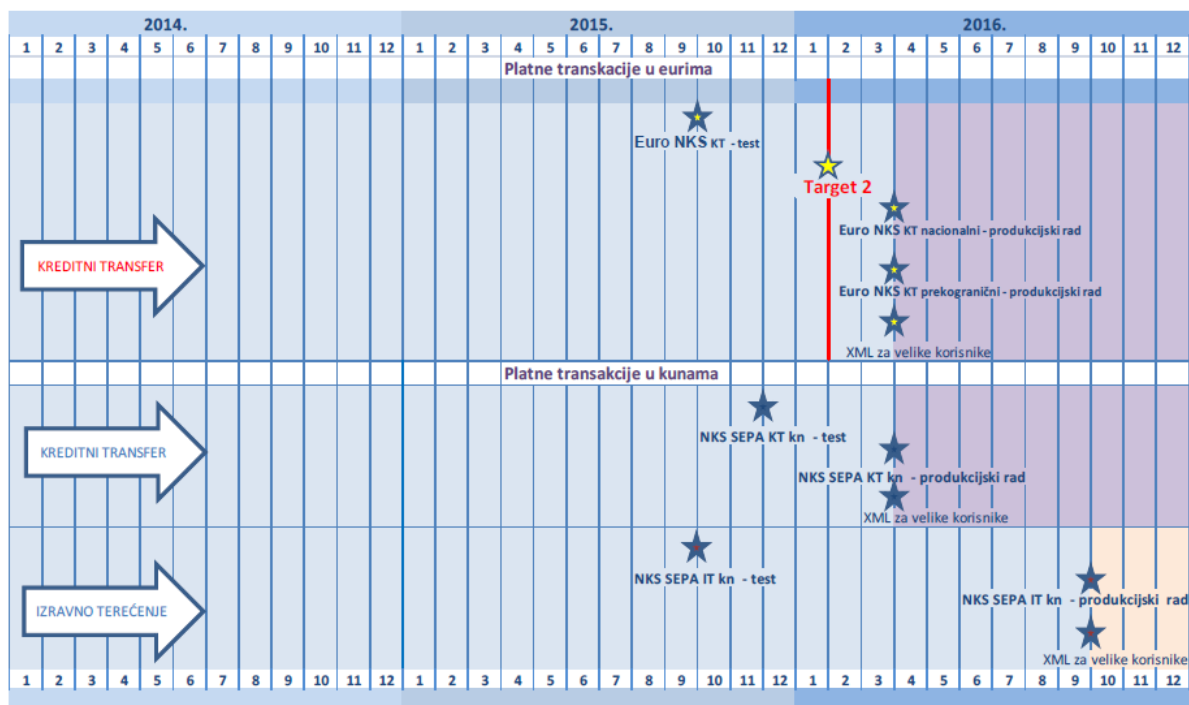 2014. 2015. 2016.
1 2 3 4 5 6 7 8 9 10 11 12 1 2 3 4 5 6 7 8 9 10 11 12 1 2 3 4 5 6 7 8 9 10 11 12
Platne transkacije u eurima
Euro NKS KT - test
Target 2
Euro NKS KT nacionalni - produkcijski rad
KREDITNI TRANSFER
Euro NKS KT prekogranični - produkcijski rad
XML za velike korisnike
Platne transakcije u kunama
NKS SEPA KT kn - test
KREDITNI TRANSFER
NKS SEPA KT kn - produkcijski rad
XML za velike korisnike
NKS SEPA IT kn - test
NKS SEPA IT kn - produkcijski rad
IZRAVNO TEREĆENJE
XML za velike korisnike
1 2 3 4 5 6 7 8 9 10 11 12 1 2 3 4 5 6 7 8 9 10 11 12 1 2 3 4 5 6 7 8 9 10 11 12